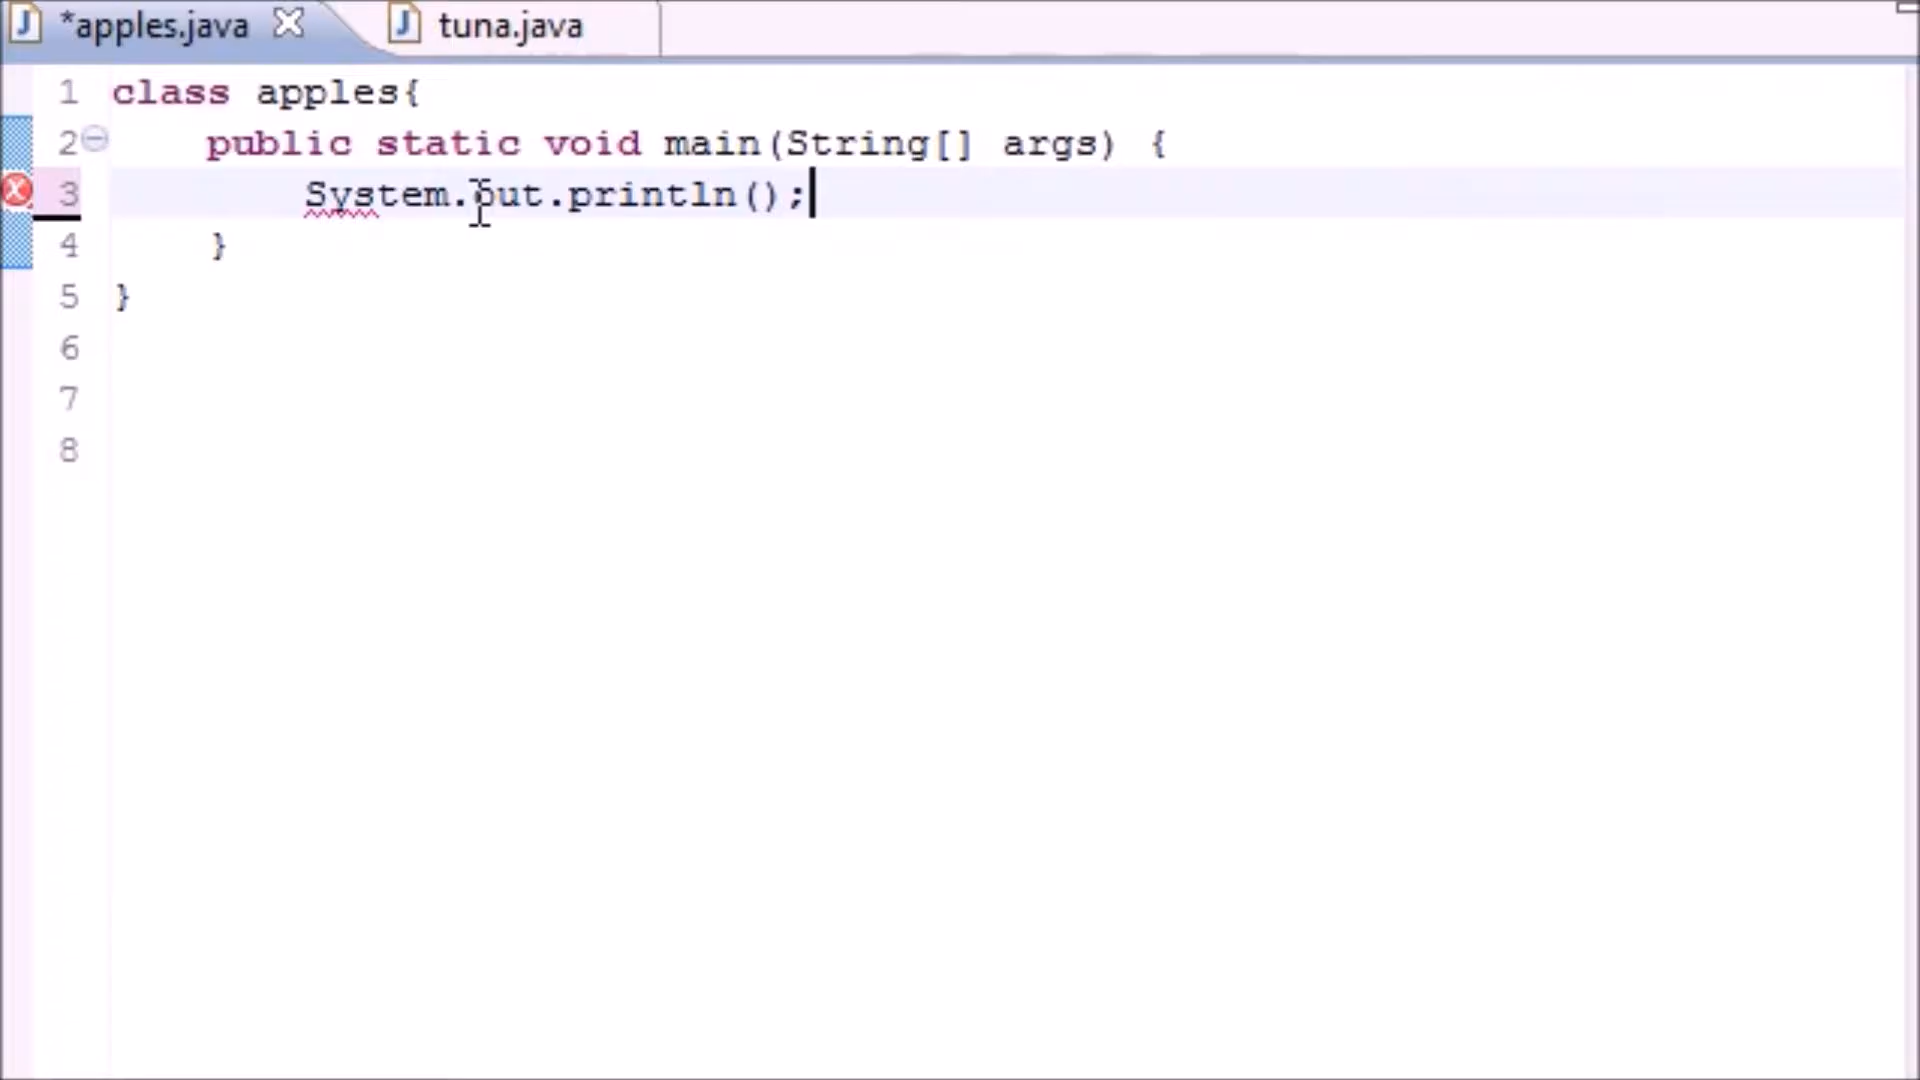 *apples.java tuna.java
1 class apples{
2 public static void main(String[] args) {
3 System.out.println();
4 }
5 }
6
7
8